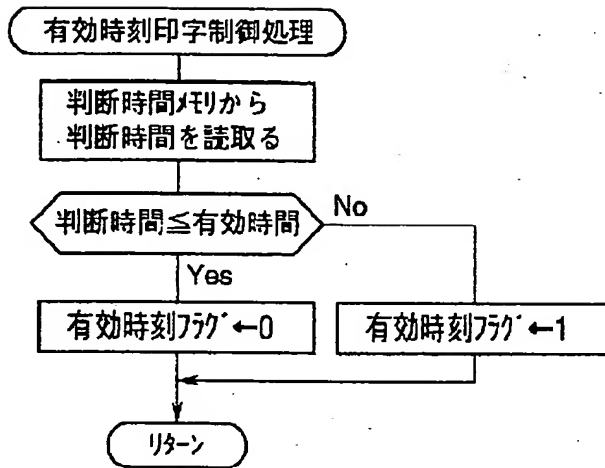 有効時刻印字制御処理
判断時間ﾒﾓﾘから
判断時間を読取る
判断時間≦有効時間
No
Yes
有効時刻ﾌﾗｸﾞ←0
有効時刻ﾌﾗｸﾞ←1
ﾘﾀｰﾝ